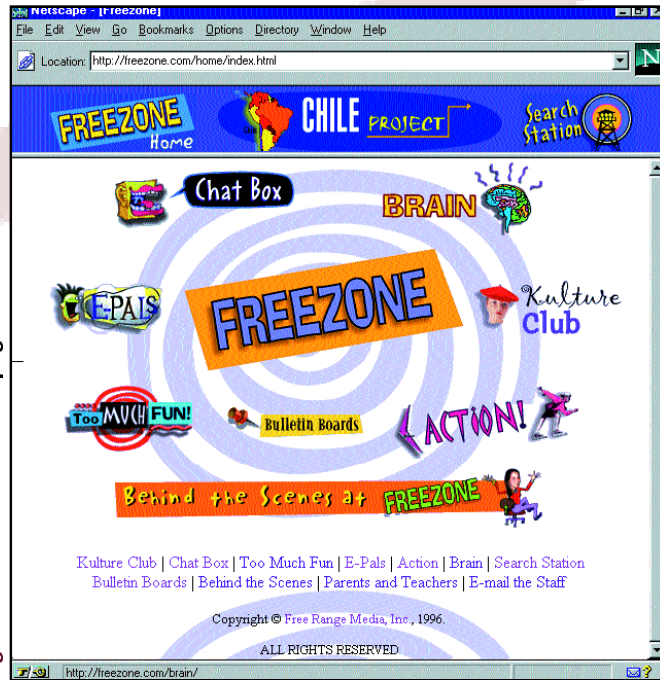 Netscape - [Freezone]
File Edit View Go Bookmarks Options Directory Window Help
Location: http://freezone.com/home/index.html
N
FREEZONE
Home
CHILE PROJECT
Search
Station
Chat Box
BRAIN
E-PALS
FREEZONE
Kulture
Club
Too MUCH FUN!
Bulletin Boards
ACTION!
Behind the Scenes at FREEZONE
Kulture Club | Chat Box | Too Much Fun | E-Pals | Action | Brain | Search Station
Bulletin Boards | Behind the Scenes | Parents and Teachers | E-mail the Staff
Copyright © Free Range Media, Inc., 1996.
ALL RIGHTS RESERVED
http://freezone.com/brain/